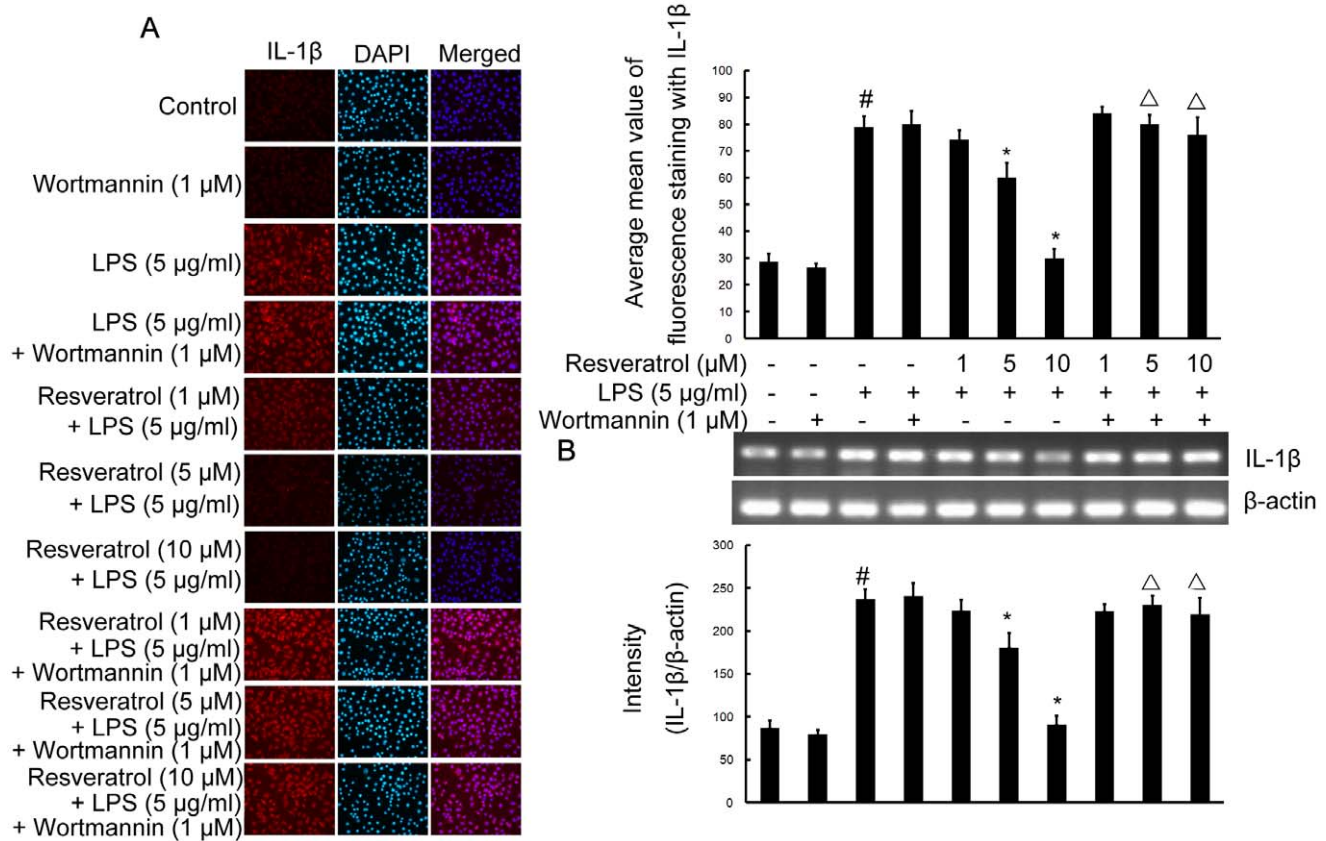 A
IL-1β DAPI Merged
Control
Wortmannin (1 μM)
LPS (5 μg/ml)
LPS (5 μg/ml)
+ Wortmannin (1 μM)
Resveratrol (1 μM)
+ LPS (5 μg/ml)
Resveratrol (5 μM)
+ LPS (5 μg/ml)
Resveratrol (10 μM)
+ LPS (5 μg/ml)
Resveratrol (1 μM)
+ LPS (5 μg/ml)
+ Wortmannin (1 μM)
Resveratrol (5 μM)
+ LPS (5 μg/ml)
+ Wortmannin (1 μM)
Resveratrol (10 μM)
+ LPS (5 μg/ml)
+ Wortmannin (1 μM)
Average mean value of
fluorescence staining with IL-1β
90
80
70
60
50
40
30
20
10
0
# * * △ △
Resveratrol (μM) - - - - 1 5 10 1 5 10
LPS (5 μg/ml) - - + + + + + + + +
Wortmannin (1 μM) - + - + - - - + + +
B
IL-1β
β-actin
Intensity
(IL-1β/β-actin)
300
250
200
150
100
50
0
# * * △ △